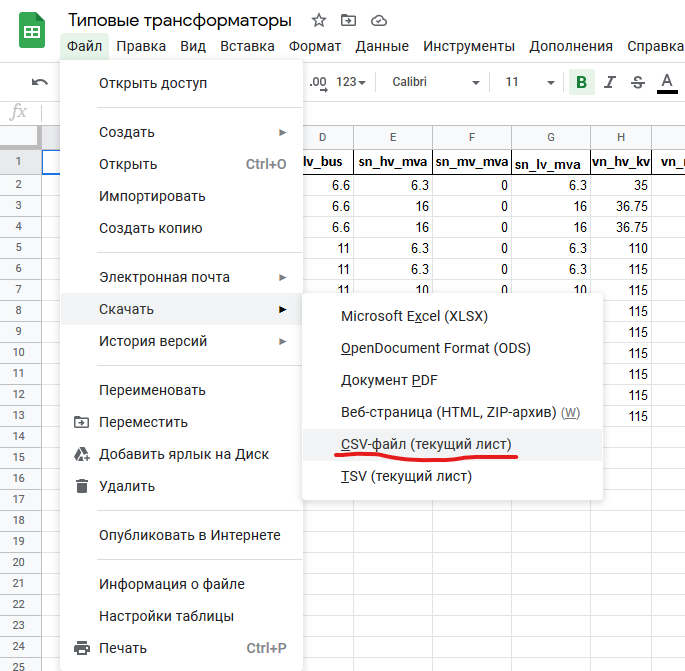 Типовые трансформаторы
Файл Правка Вид Вставка Формат Данные Инструменты Дополнения Справка
Открыть доступ
.00 123 Calibri 11 B I S A
fx
Создать
D E F G H
Открыть Ctrl+O
1 lv_bus sn_hv_mva sn_mv_mva sn_lv_mva vn_hv_kv
2 6.6 6.3 0 6.3 35
Импортировать
3 6.6 16 0 16 36.75
Создать копию
4 6.6 16 0 16 36.75
5 11 6.3 0 6.3 110
6 11 6.3 0 6.3 115
Электронная почта
7 11 10 0 10 115
Скачать
8 115
Microsoft Excel (XLSX)
9 115
История версий
OpenDocument Format (ODS)
10 115
11 115
Документ PDF
Переименовать
12 115
Веб-страница (HTML, ZIP-архив) (W)
13 115
Переместить
14
CSV-файл (текущий лист)
15
Добавить ярлык на Диск
16
TSV (текущий лист)
Удалить
17
18
19
Опубликовать в Интернете
20
21
Информация о файле
22
Настройки таблицы
23
24
Печать Ctrl+P
25